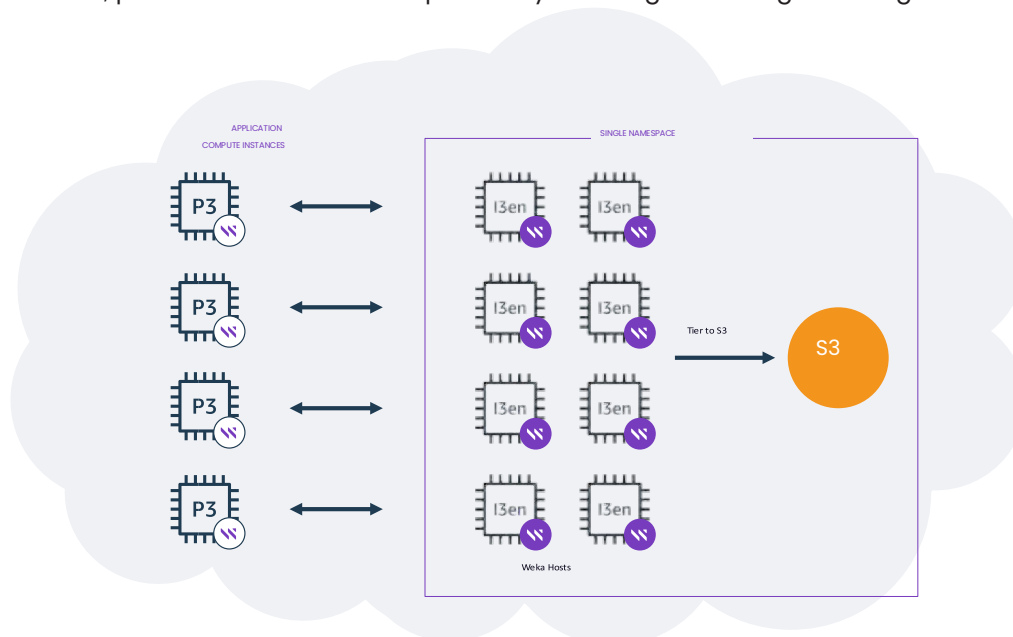 APPLICATION
COMPUTE INSTANCES
SINGLE NAMESPACE
P3
I3en
I3en
P3
I3en
I3en
Tier to S3
S3
P3
I3en
I3en
P3
I3en
I3en
Weka Hosts